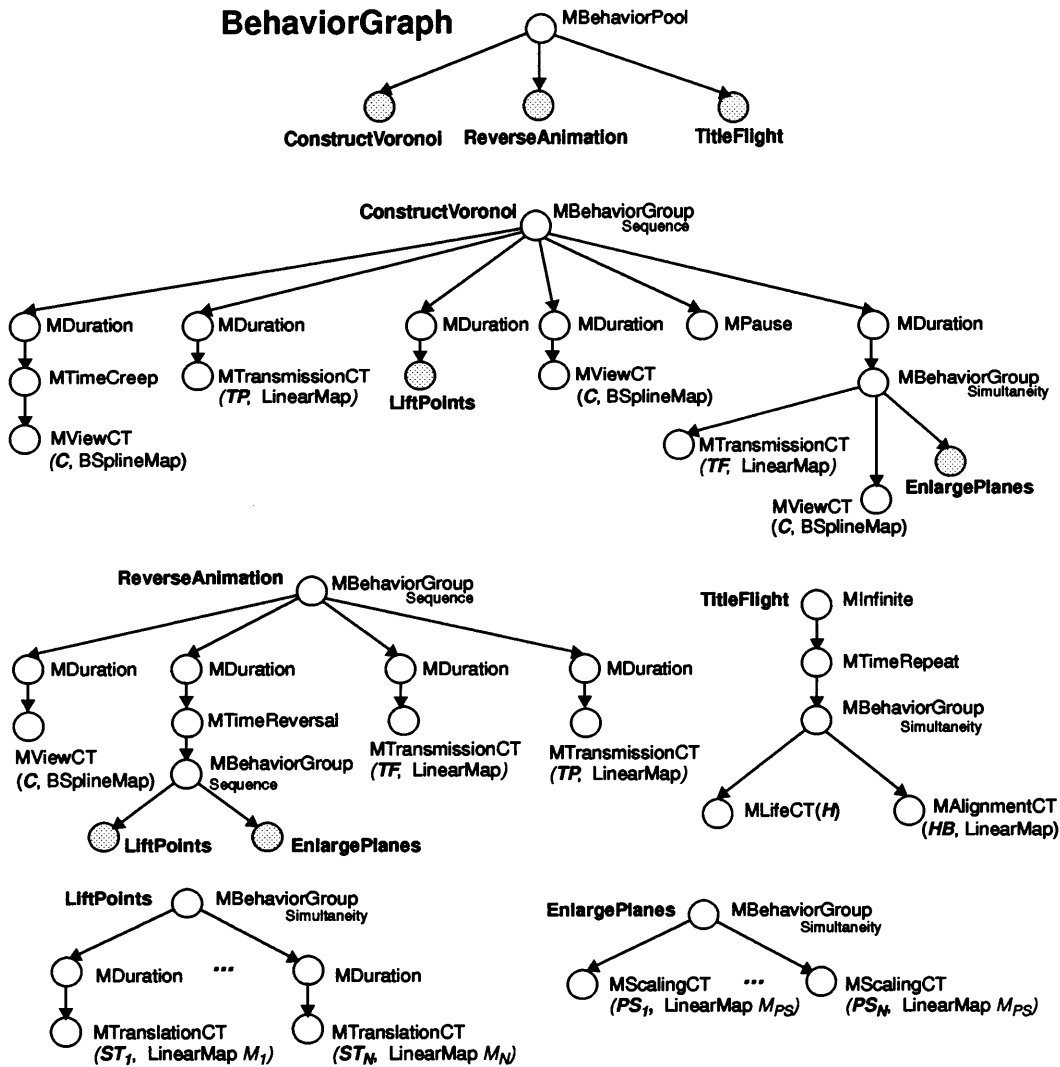 BehaviorGraph
MBehaviorPool
ConstructVoronoi
ReverseAnimation
TitleFlight
ConstructVoronoi
MBehaviorGroup
Sequence
MDuration
MDuration
MDuration
MDuration
MPause
MDuration
MTimeCreep
MTransmissionCT
(TP, LinearMap)
LiftPoints
MViewCT
(C, BSplineMap)
MBehaviorGroup
Simultaneity
MViewCT
(C, BSplineMap)
MTransmissionCT
(TF, LinearMap)
EnlargePlanes
MViewCT
(C, BSplineMap)
ReverseAnimation
MBehaviorGroup
Sequence
MDuration
MDuration
MDuration
MDuration
MViewCT
(C, BSplineMap)
MTimeReversal
MTransmissionCT
(TF, LinearMap)
MTransmissionCT
(TP, LinearMap)
MBehaviorGroup
Sequence
LiftPoints
EnlargePlanes
TitleFlight
MInfinite
MTimeRepeat
MBehaviorGroup
Simultaneity
MLifeCT(H)
MAlignmentCT
(HB, LinearMap)
LiftPoints
MBehaviorGroup
Simultaneity
MDuration
...
MDuration
MTranslationCT
(ST1, LinearMap M1)
MTranslationCT
(STN, LinearMap MN)
EnlargePlanes
MBehaviorGroup
Simultaneity
MScalingCT
(PS1, LinearMap MPS)
...
MScalingCT
(PSN, LinearMap MPS)